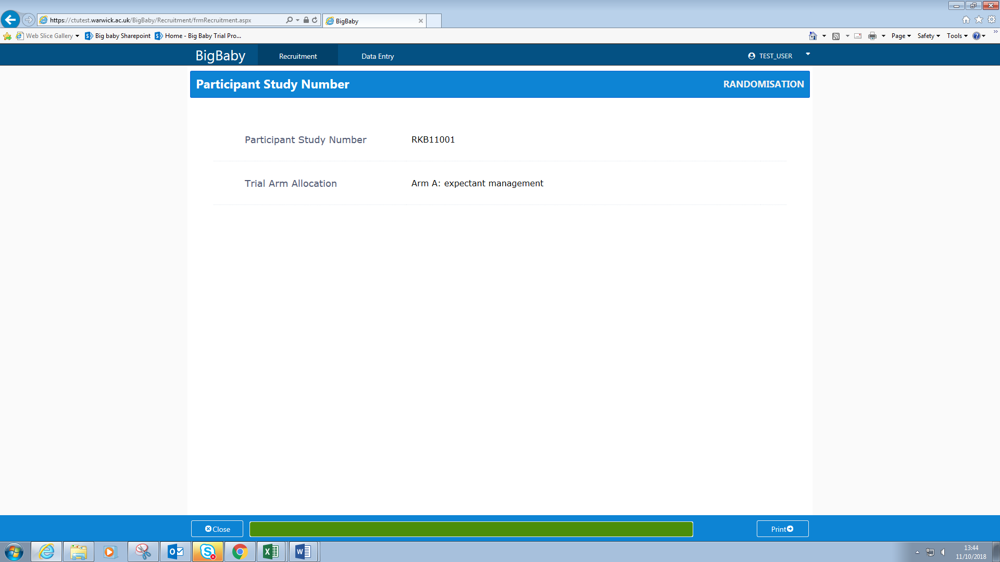 https://ctutest.warwick.ac.uk/BigBaby/Recruitment/frmRecruitment.aspx
BigBaby
Web Slice Gallery
Big baby Sharepoint
Home - Big Baby Trial Pro...
Page
Safety
Tools
BigBaby
Recruitment
Data Entry
TEST_USER
Participant Study Number
RANDOMISATION
Participant Study Number
RKB11001
Trial Arm Allocation
Arm A: expectant management
Close
Print
13:44
11/10/2018